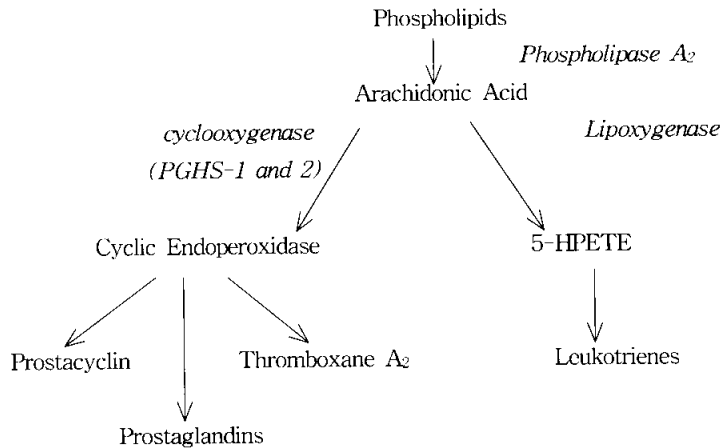 Phospholipids
Phospholipase A₂
Arachidonic Acid
cyclooxygenase
(PGHS-1 and 2)
Lipoxygenase
Cyclic Endoperoxidase
5-HPETE
Prostacyclin
Thromboxane A₂
Leukotrienes
Prostaglandins